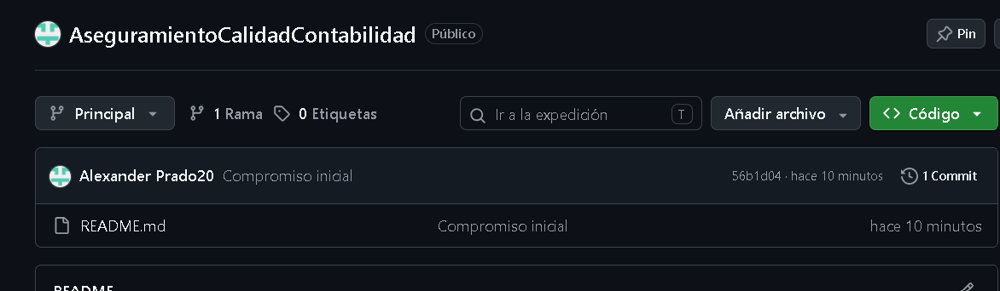 AseguramientoCalidadContabilidad Público Pin
Principal 1 Rama 0 Etiquetas Ir a la expedición T Añadir archivo Código
Alexander Prado20 Compromiso inicial 56b1d04 · hace 10 minutos 1 Commit
README.md Compromiso inicial hace 10 minutos
README